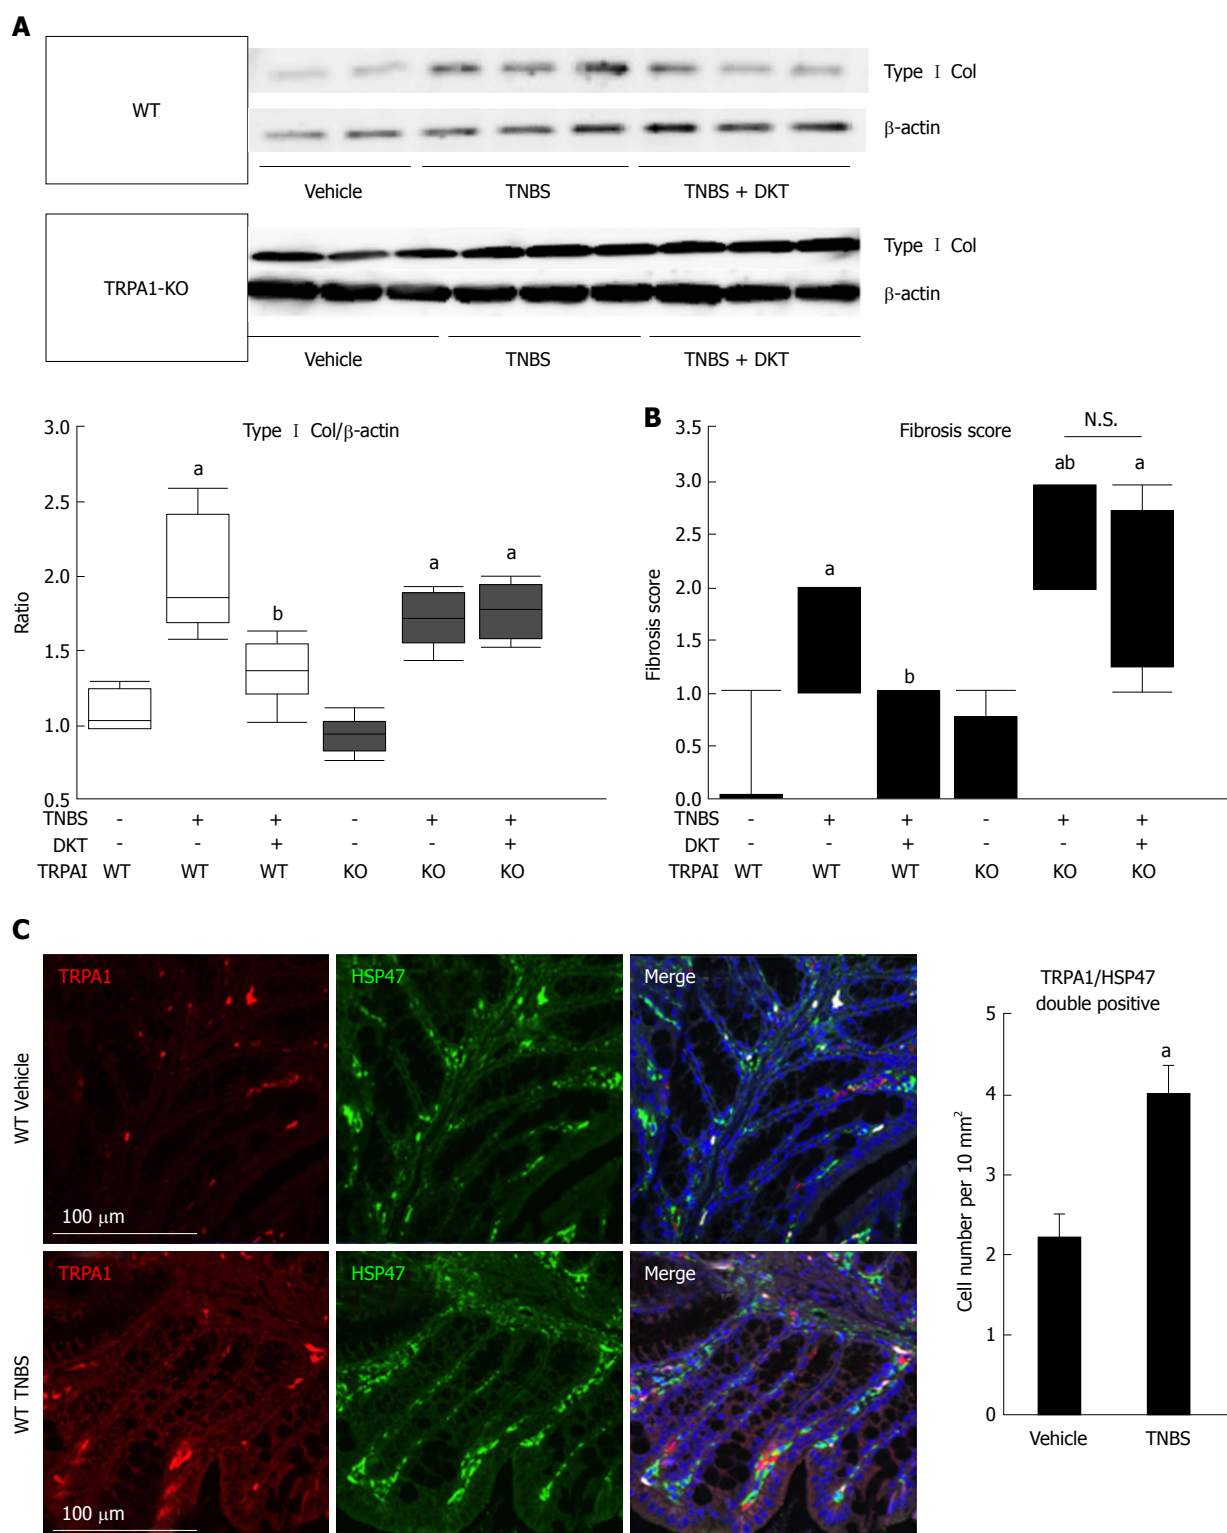 A
WT
Type I Col
β-actin
Vehicle TNBS TNBS + DKT
TRPA1-KO
Type I Col
β-actin
Vehicle TNBS TNBS + DKT
Type I Col/β-actin
Ratio
3.0
2.5
2.0
1.5
1.0
0.5
a
b
a
a
TNBS - + + - + +
DKT - - + - - +
TRPAI WT WT WT KO KO KO
B
Fibrosis score
N.S.
Fibrosis score
3.5
3.0
2.5
2.0
1.5
1.0
0.5
0.0
a
b
ab
a
TNBS - + + - + +
DKT - - + - - +
TRPAI WT WT WT KO KO KO
C
WT Vehicle
TRPA1
HSP47
Merge
100 μm
WT TNBS
TRPA1
HSP47
Merge
100 μm
TRPA1/HSP47
double positive
Cell number per 10 mm²
5
4
3
2
1
0
a
Vehicle TNBS